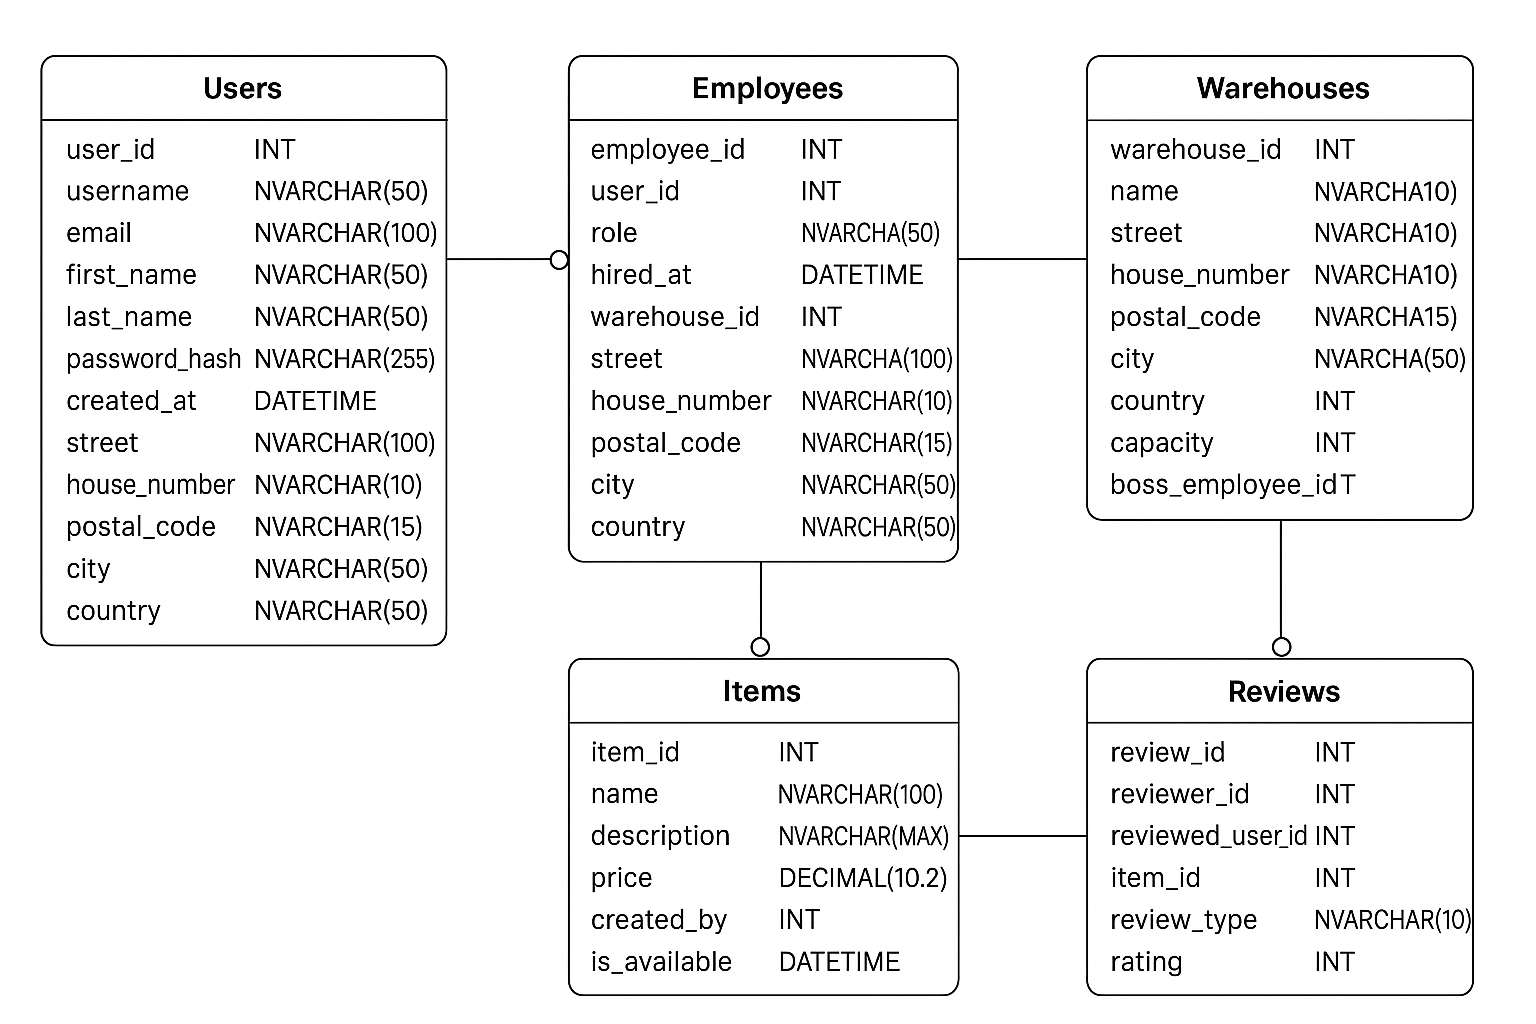 Users
user_id INT
username NVARCHAR(50)
email NVARCHAR(100)
first_name NVARCHAR(50)
last_name NVARCHAR(50)
password_hash NVARCHAR(255)
created_at DATETIME
street NVARCHAR(100)
house_number NVARCHAR(10)
postal_code NVARCHAR(15)
city NVARCHAR(50)
country NVARCHAR(50)
Employees
employee_id INT
user_id INT
role NVARCHA(50)
hired_at DATETIME
warehouse_id INT
street NVARCHA(100)
house_number NVARCHAR(10)
postal_code NVARCHAR(15)
city NVARCHAR(50)
country NVARCHAR(50)
Warehouses
warehouse_id INT
name NVARCHA10)
street NVARCHA10)
house_number NVARCHA10)
postal_code NVARCHA15)
city NVARCHA(50)
country INT
capacity INT
boss_employee_idT
Items
item_id INT
name NVARCHAR(100)
description NVARCHAR(MAX)
price DECIMAL(10.2)
created_by INT
is_available DATETIME
Reviews
review_id INT
reviewer_id INT
reviewed_user_id INT
item_id INT
review_type NVARCHAR(10)
rating INT